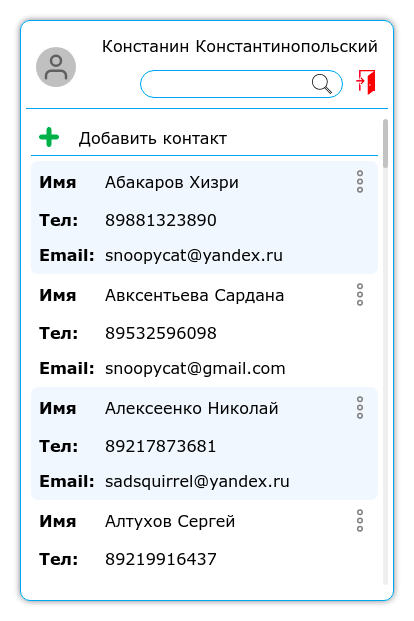 Констанин Константинопольский
Добавить контакт
Имя Абакаров Хизри
Тел: 89881323890
Email: snoopycat@yandex.ru
Имя Авксентьева Сардана
Тел: 89532596098
Email: snoopycat@gmail.com
Имя Алексеенко Николай
Тел: 89217873681
Email: sadsquirrel@yandex.ru
Имя Алтухов Сергей
Тел: 89219916437